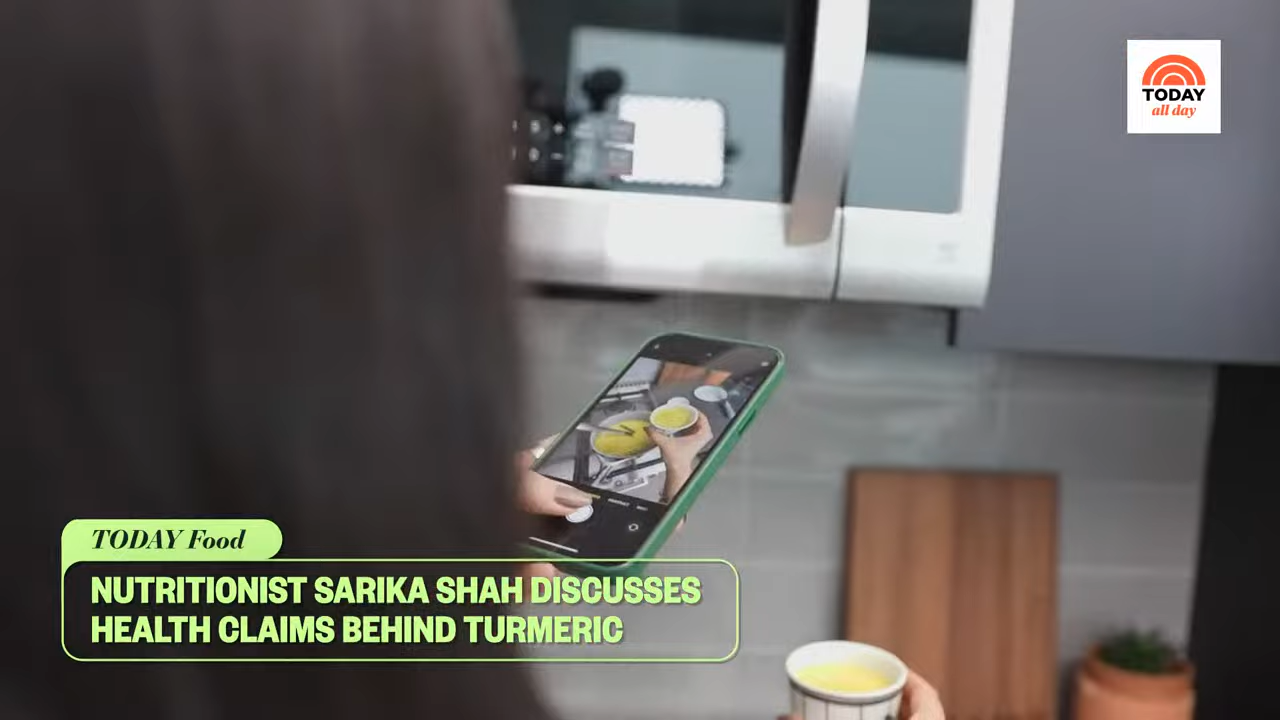 TODAY
all day
TODAY Food
NUTRITIONIST SARIKA SHAH DISCUSSES
HEALTH CLAIMS BEHIND TURMERIC